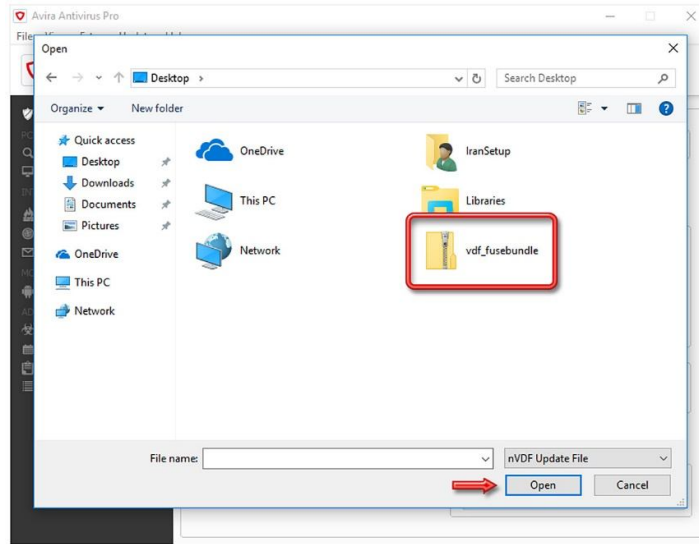 Avira Antivirus Pro
Open
Desktop
Search Desktop
Organize
New folder
Quick access
Desktop
Downloads
Documents
Pictures
OneDrive
This PC
Network
OneDrive
This PC
Network
IranSetup
Libraries
vdf_fusebundle
File name:
nVDF Update File
Open
Cancel